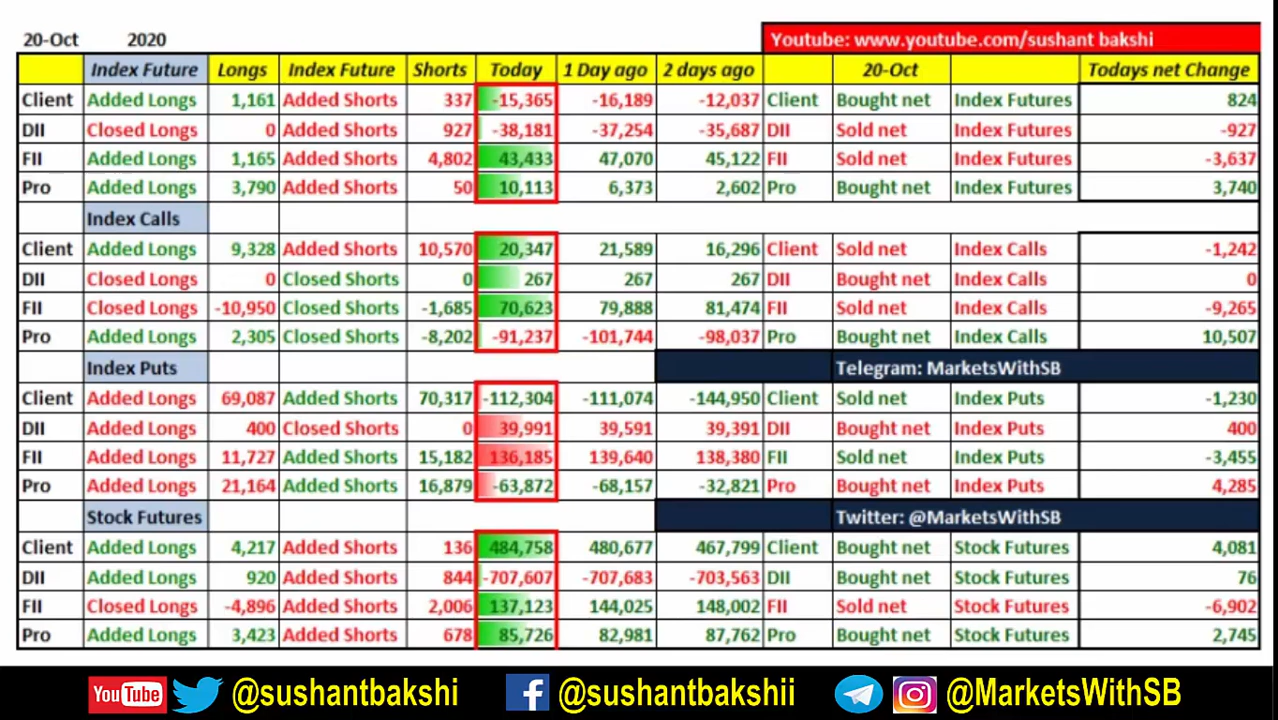 20-Oct 2020 Youtube: www.youtube.com/sushant bakshi
Index Future Longs Index Future Shorts Today 1 Day ago 2 days ago 20-Oct Todays net Change
Client Added Longs 1,161 Added Shorts 337 -15,365 -16,189 -12,037 Client Bought net Index Futures 824
DII Closed Longs 0 Added Shorts 927 -38,181 -37,254 -35,687 DII Sold net Index Futures -927
FII Added Longs 1,165 Added Shorts 4,802 43,433 47,070 45,122 FII Sold net Index Futures -3,637
Pro Added Longs 3,790 Added Shorts 50 10,113 6,373 2,602 Pro Bought net Index Futures 3,740
Index Calls
Client Added Longs 9,328 Added Shorts 10,570 20,347 21,589 16,296 Client Sold net Index Calls -1,242
DII Closed Longs 0 Closed Shorts 0 267 267 267 DII Bought net Index Calls 0
FII Closed Longs -10,950 Closed Shorts -1,685 70,623 79,888 81,474 FII Sold net Index Calls -9,265
Pro Added Longs 2,305 Closed Shorts -8,202 -91,237 -101,744 -98,037 Pro Bought net Index Calls 10,507
Index Puts Telegram: MarketsWithSB
Client Added Longs 69,087 Added Shorts 70,317 -112,304 -111,074 -144,950 Client Sold net Index Puts -1,230
DII Added Longs 400 Closed Shorts 0 39,991 39,591 39,391 DII Bought net Index Puts 400
FII Added Longs 11,727 Added Shorts 15,182 136,185 139,640 138,380 FII Sold net Index Puts -3,455
Pro Added Longs 21,164 Added Shorts 16,879 -63,872 -68,157 -32,821 Pro Bought net Index Puts 4,285
Stock Futures Twitter: @MarketsWithSB
Client Added Longs 4,217 Added Shorts 136 484,758 480,677 467,799 Client Bought net Stock Futures 4,081
DII Added Longs 920 Added Shorts 844 -707,607 -707,683 -703,563 DII Bought net Stock Futures 76
FII Closed Longs -4,896 Added Shorts 2,006 137,123 144,025 148,002 FII Sold net Stock Futures -6,902
Pro Added Longs 3,423 Added Shorts 678 85,726 82,981 87,762 Pro Bought net Stock Futures 2,745
YouTube @sushantbakshi @sushantbakshii @MarketsWithSB